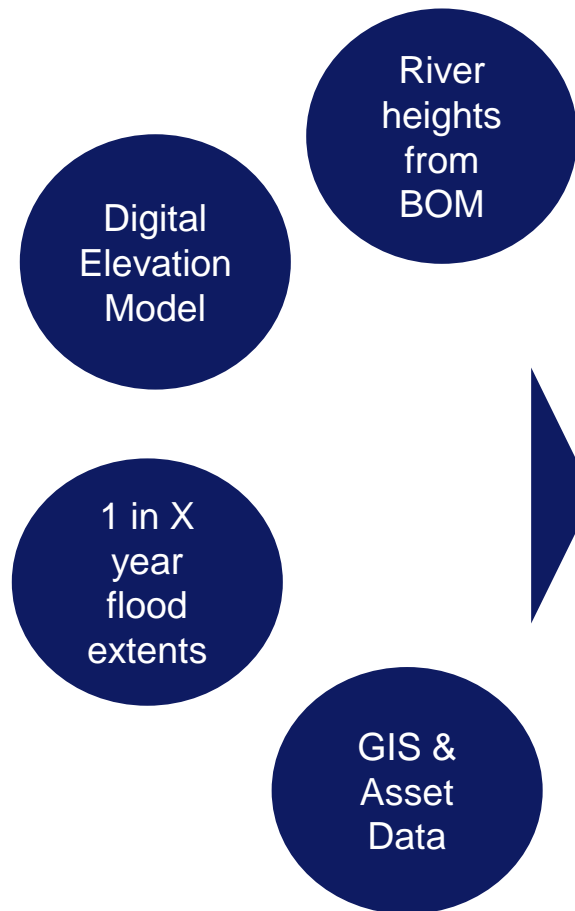 River
heights
from
BOM
Digital
Elevation
Model
1 in X
year
flood
extents
GIS &
Asset
Data